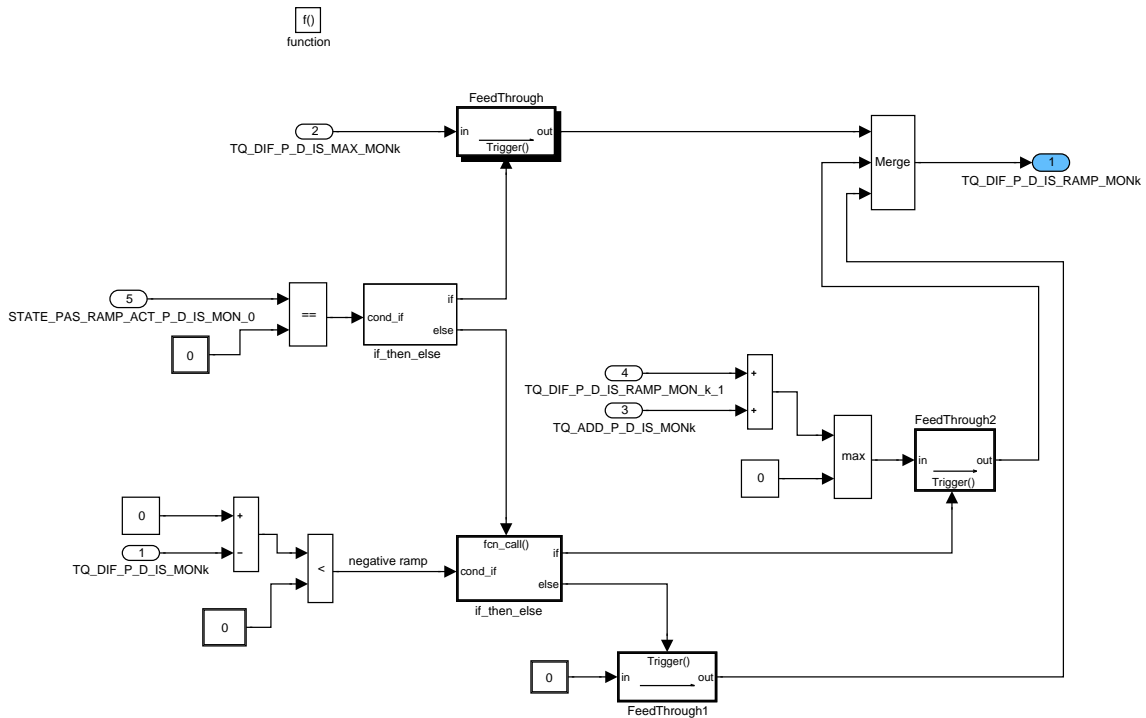 f()
function
FeedThrough
in
out
Trigger()
2
TQ_DIF_P_D_IS_MAX_MONk
Merge
1
TQ_DIF_P_D_IS_RAMP_MONk
5
STATE_PAS_RAMP_ACT_P_D_IS_MON_0
0
==
cond_if
if
else
if_then_else
4
TQ_DIF_P_D_IS_RAMP_MON_k_1
3
TQ_ADD_P_D_IS_MONk
+
+
0
max
FeedThrough2
in
out
Trigger()
0
1
TQ_DIF_P_D_IS_MONk
+
−
0
<
negative ramp
fcn_call()
cond_if
if
else
if_then_else
0
Trigger()
in
out
FeedThrough1